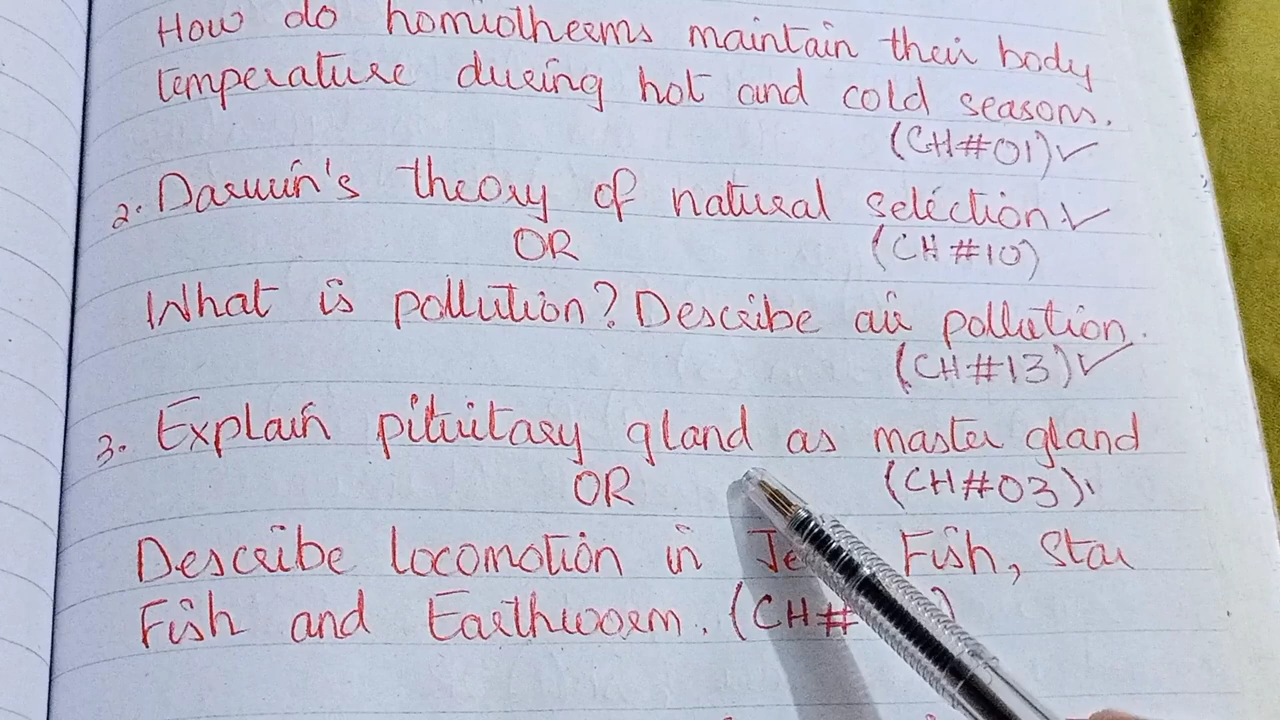 How do homiotherms maintain their body
temperature during hot and cold seasons.
(CH#01)✓
2. Darwin's theory of natural selection ✓
OR (CH#10)
What is pollution? Describe air pollution.
(CH#13)✓
3. Explain pituitary gland as master gland
OR (CH#03)
Describe locomotion in Fish, Star
Fish and Earthworm. (CH#